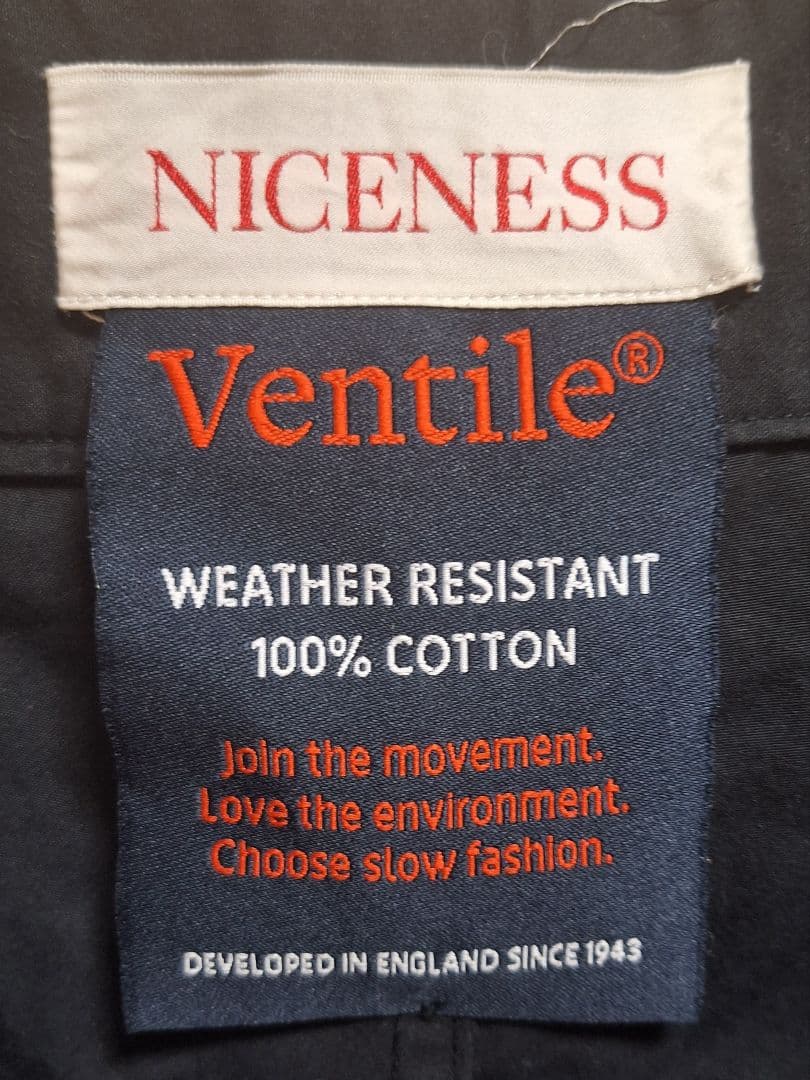 NICENESS
Ventile®
WEATHER RESISTANT
100% COTTON
Join the movement.
Love the environment.
Choose slow fashion.
DEVELOPED IN ENGLAND SINCE 1943